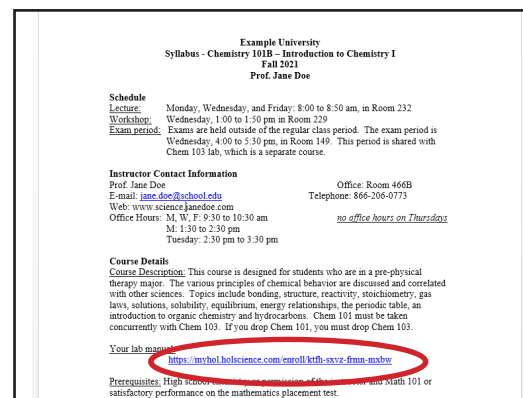 Example University
Syllabus - Chemistry 101B – Introduction to Chemistry I
Fall 2021
Prof. Jane Doe
Schedule
Lecture: Monday, Wednesday, and Friday: 8:00 to 8:50 am, in Room 232
Workshop: Wednesday, 1:00 to 1:50 pm in Room 229
Exam period: Exams are held outside of the regular class period. The exam period is
Wednesday, 4:00 to 5:30 pm, in Room 149. This period is shared with
Chem 103 lab, which is a separate course.
Instructor Contact Information
Prof. Jane Doe Office: Room 466B
E-mail: jane.doe@school.edu Telephone: 866-206-0773
Web: www.science.janedoe.com
Office Hours: M, W, F: 9:30 to 10:30 am no office hours on Thursdays
M: 1:30 to 2:30 pm
Tuesday: 2:30 pm to 3:30 pm
Course Details
Course Description: This course is designed for students who are in a pre-physical
therapy major. The various principles of chemical behavior are discussed and correlated
with other sciences. Topics include bonding, structure, reactivity, stoichiometry, gas
laws, solutions, solubility, equilibrium, energy relationships, the periodic table, an
introduction to organic chemistry and hydrocarbons. Chem 101 must be taken
concurrently with Chem 103. If you drop Chem 101, you must drop Chem 103.
Your lab manual:
https://myhol.holscience.com/enroll/ktfh-sxvz-frmn-mxbw
Prerequisites: High school chemistry or permission of the instructor and Math 101 or
satisfactory performance on the mathematics placement test.